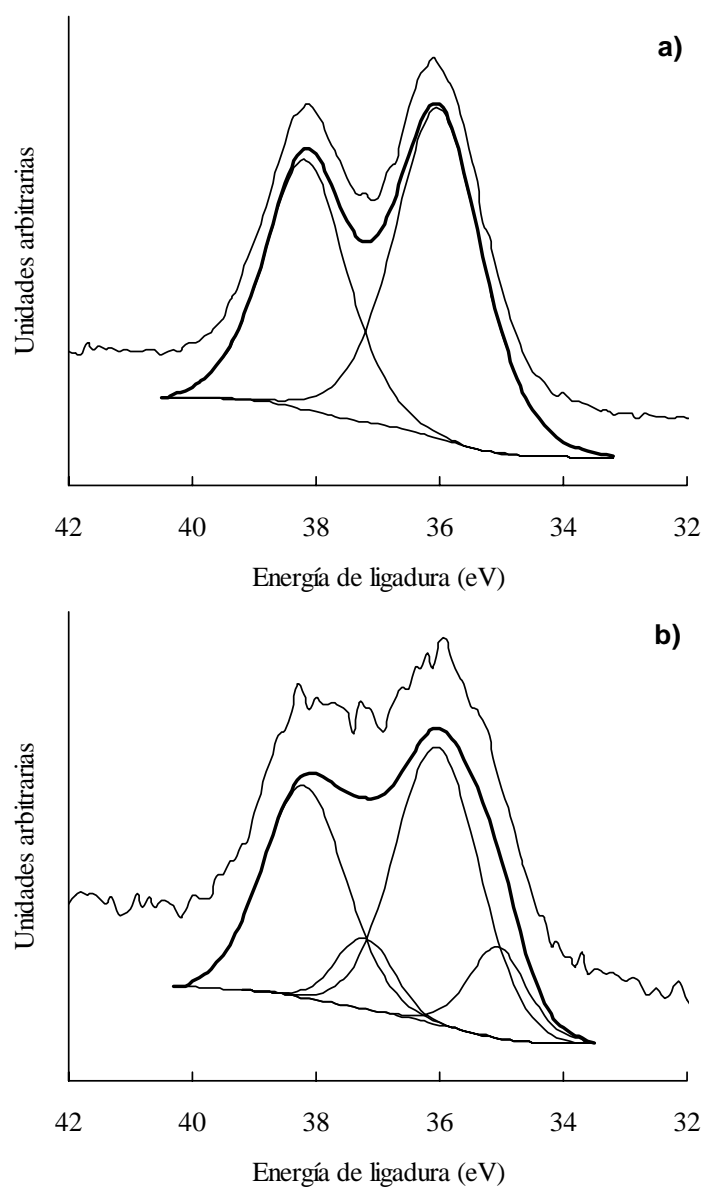 a)
Unidades arbitrarias
42 40 38 36 34 32
Energía de ligadura (eV)
b)
Unidades arbitrarias
42 40 38 36 34 32
Energía de ligadura (eV)